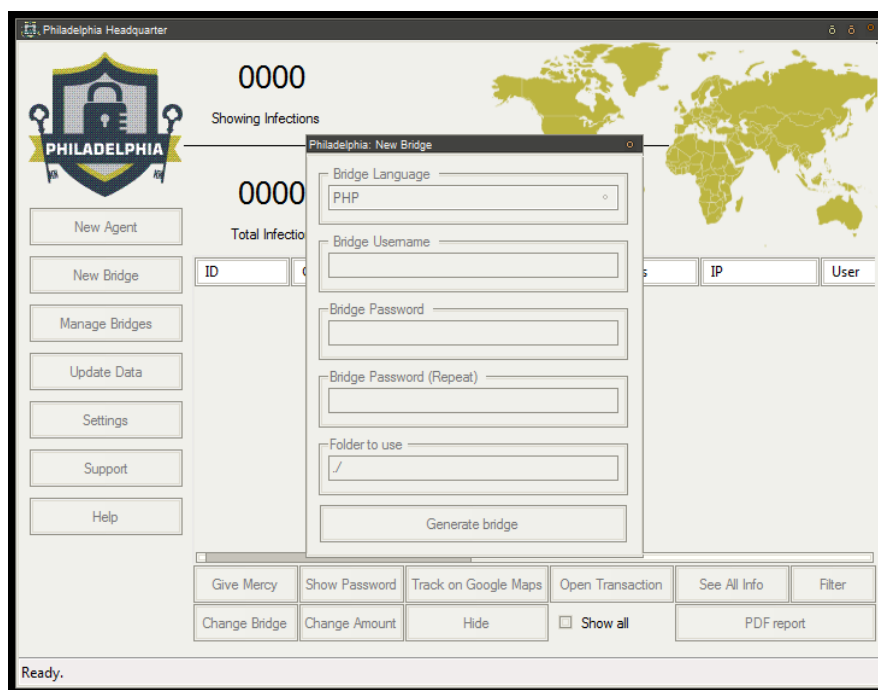 Philadelphia Headquarter
0000
Showing Infections
PHILADELPHIA
Philadelphia: New Bridge
Bridge Language
PHP
0000
Total Infectio
Bridge Username
New Agent
New Bridge
Manage Bridges
Update Data
Settings
Support
Help
ID
IP
User
Bridge Password
Bridge Password (Repeat)
Folder to use
./
Generate bridge
Give Mercy
Show Password
Track on Google Maps
Open Transaction
See All Info
Filter
Change Bridge
Change Amount
Hide
Show all
PDF report
Ready.